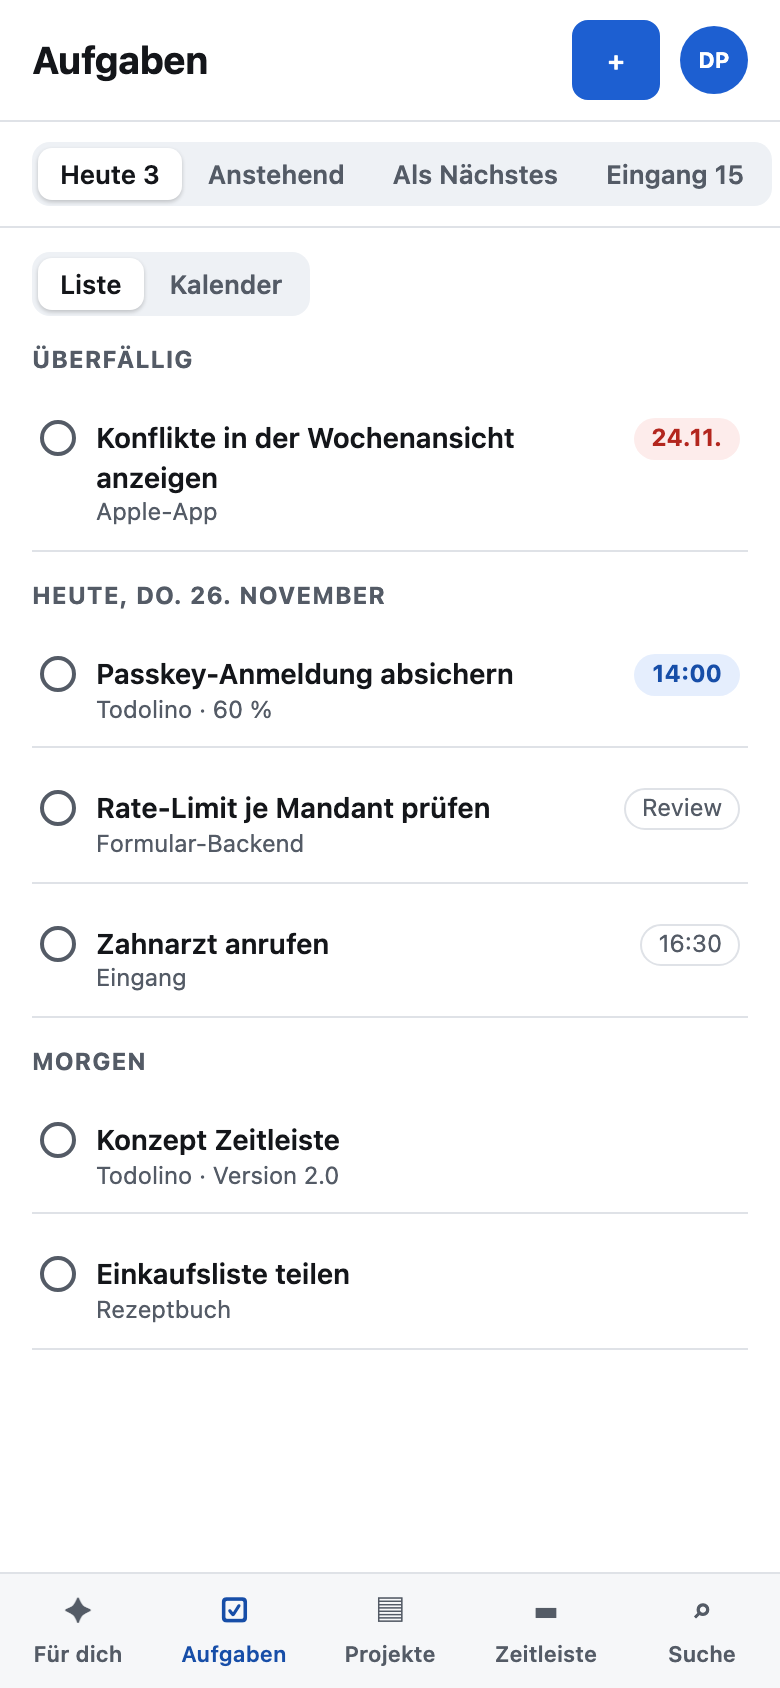 Aufgaben
+
DP
Heute 3 Anstehend Als Nächstes Eingang 15
Liste Kalender
ÜBERFÄLLIG
Konflikte in der Wochenansicht 24.11.
anzeigen
Apple-App
HEUTE, DO. 26. NOVEMBER
Passkey-Anmeldung absichern 14:00
Todolino · 60 %
Rate-Limit je Mandant prüfen Review
Formular-Backend
Zahnarzt anrufen 16:30
Eingang
MORGEN
Konzept Zeitleiste
Todolino · Version 2.0
Einkaufsliste teilen
Rezeptbuch
Für dich Aufgaben Projekte Zeitleiste Suche